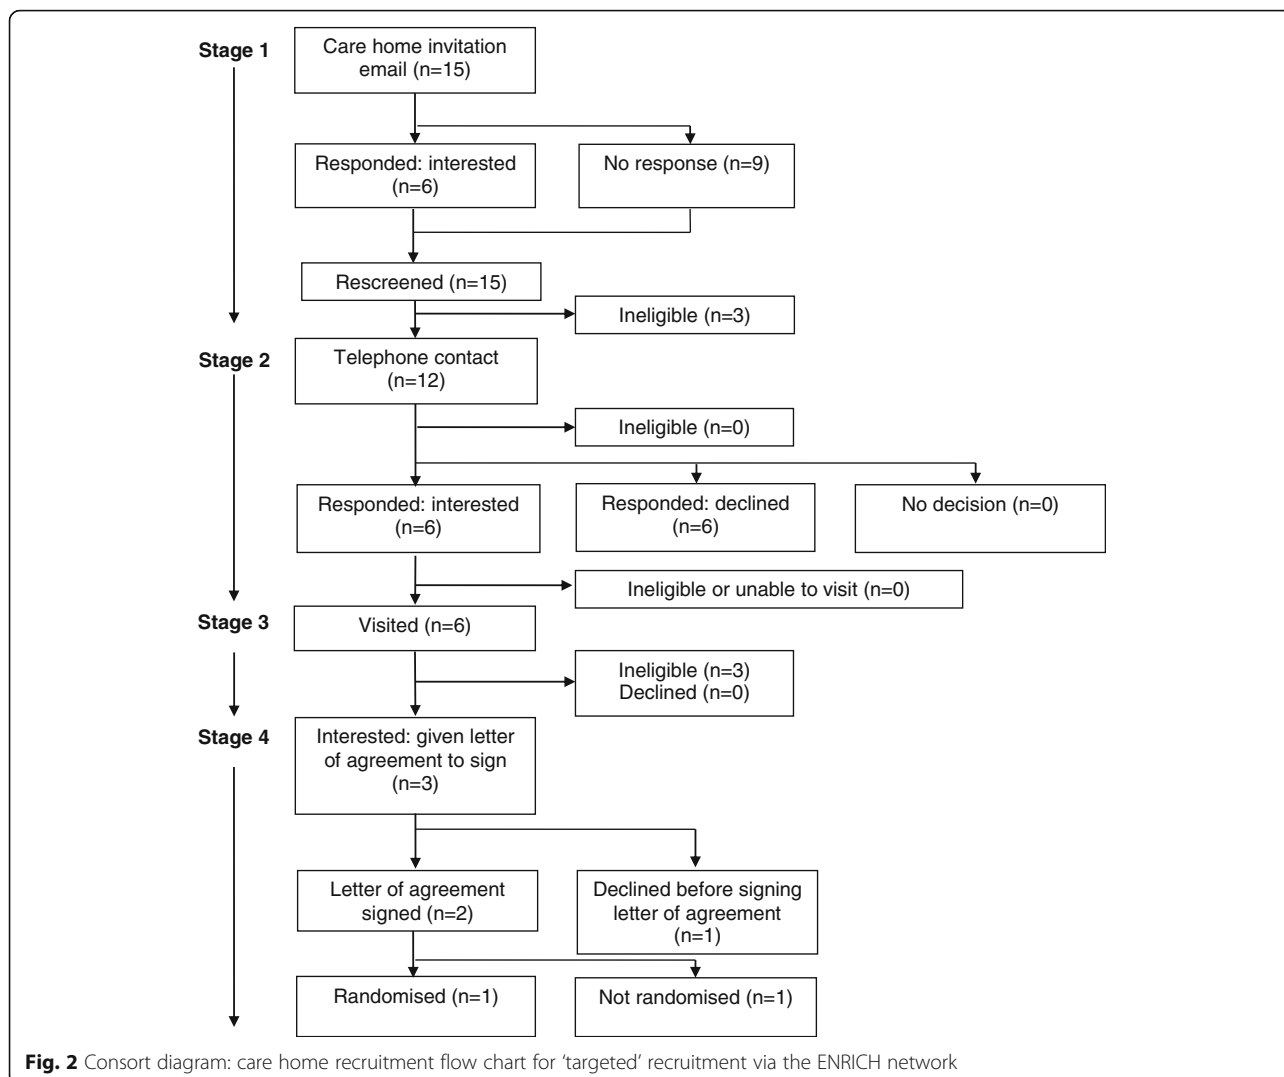 Stage 1
Care home invitation
email (n=15)
Responded: interested
(n=6)
No response (n=9)
Rescreened (n=15)
Ineligible (n=3)
Stage 2
Telephone contact
(n=12)
Ineligible (n=0)
Responded: interested
(n=6)
Responded: declined
(n=6)
No decision (n=0)
Ineligible or unable to visit (n=0)
Stage 3
Visited (n=6)
Ineligible (n=3)
Declined (n=0)
Stage 4
Interested: given letter
of agreement to sign
(n=3)
Letter of agreement
signed (n=2)
Declined before signing
letter of agreement
(n=1)
Randomised (n=1)
Not randomised (n=1)
Fig. 2 Consort diagram: care home recruitment flow chart for ‘targeted’ recruitment via the ENRICH network